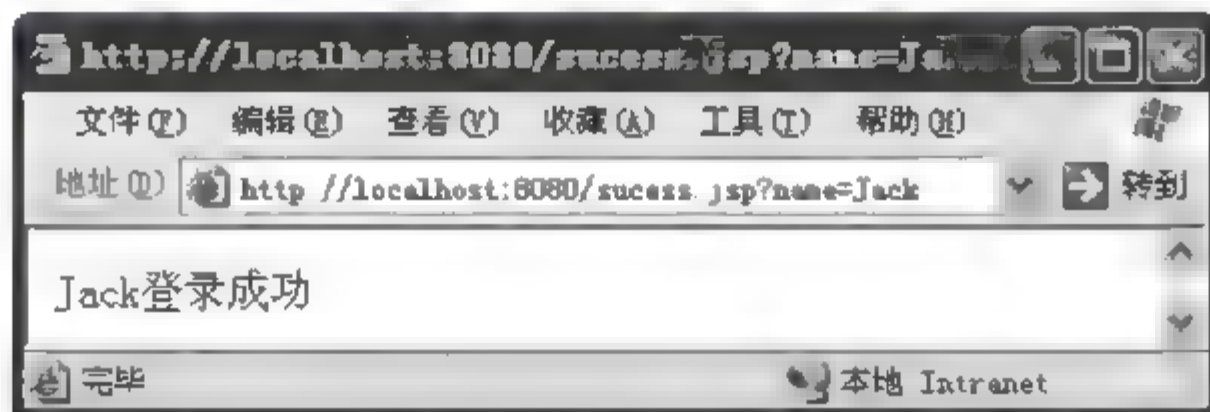 http://localhost:8080/sucess.jsp?name=Ja
文件(F) 编辑(E) 查看(V) 收藏(A) 工具(T) 帮助(H)
地址(D) http //localhost:8080/sucess.jsp?name=Jack 转到
Jack登录成功
完毕 本地 Intranet